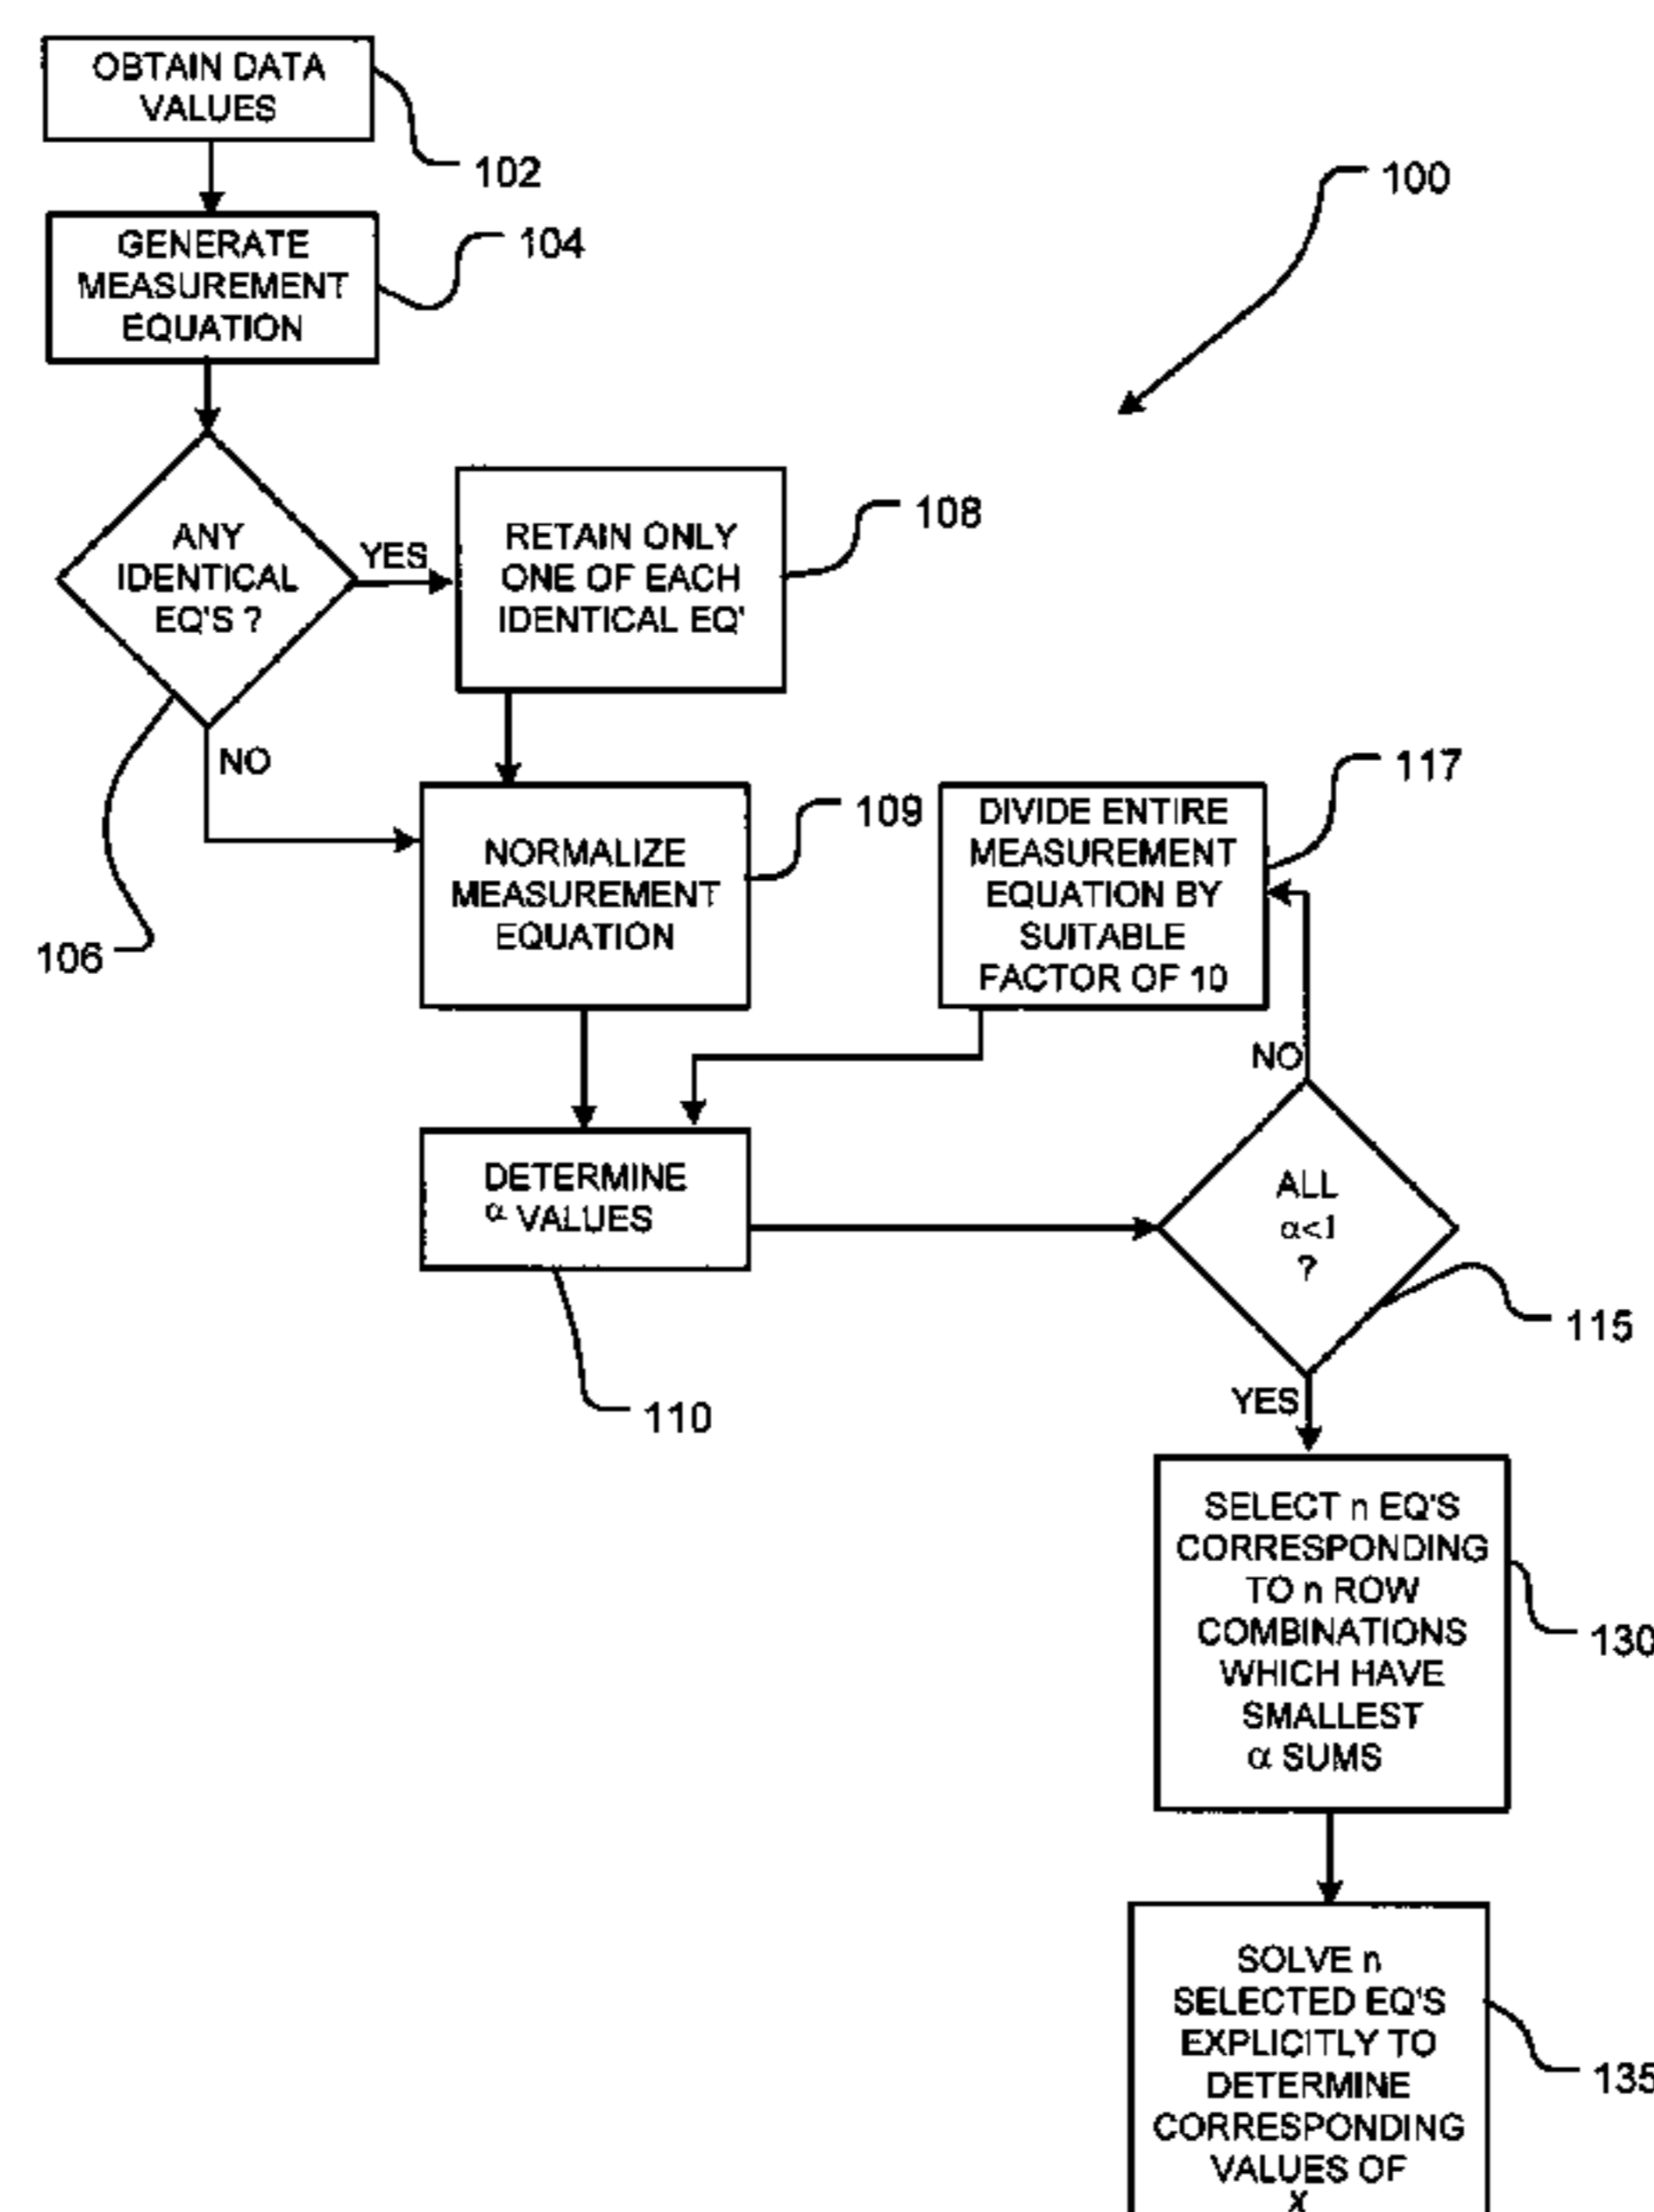 OBTAIN DATA
VALUES
102
100
GENERATE
MEASUREMENT
EQUATION
104
ANY
IDENTICAL
EQ'S ?
YES
RETAIN ONLY
ONE OF EACH
IDENTICAL EQ'
108
NO
106
NORMALIZE
MEASUREMENT
EQUATION
109
DIVIDE ENTIRE
MEASUREMENT
EQUATION BY
SUITABLE
FACTOR OF 10
117
NO
DETERMINE
α VALUES
110
ALL
α<1
?
115
YES
SELECT n EQ'S
CORRESPONDING
TO n ROW
COMBINATIONS
WHICH HAVE
SMALLEST
α SUMS
130
SOLVE n
SELECTED EQ'S
EXPLICITLY TO
DETERMINE
CORRESPONDING
VALUES OF
X
135